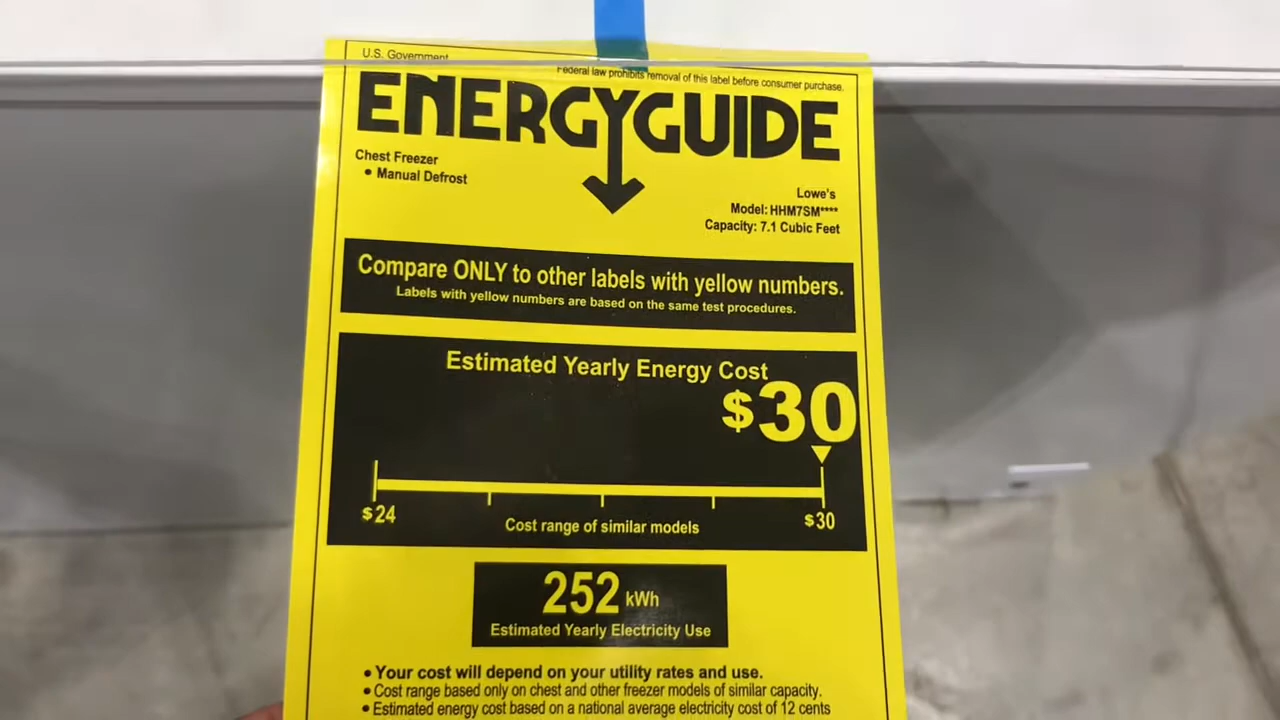 U.S. Government
Federal law prohibits removal of this label before consumer purchase.
ENERGYGUIDE
Chest Freezer
• Manual Defrost
Lowe's
Model: HHM7SM****
Capacity: 7.1 Cubic Feet
Compare ONLY to other labels with yellow numbers.
Labels with yellow numbers are based on the same test procedures.
Estimated Yearly Energy Cost
$30
$24
$30
Cost range of similar models
252 kWh
Estimated Yearly Electricity Use
• Your cost will depend on your utility rates and use.
• Cost range based only on chest and other freezer models of similar capacity.
• Estimated energy cost based on a national average electricity cost of 12 cents